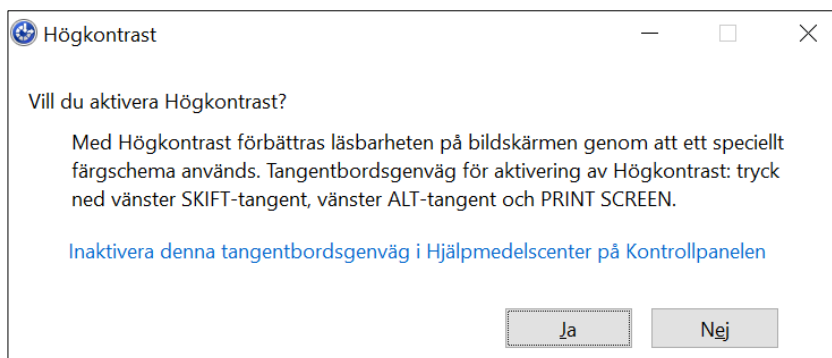 Högkontrast
Vill du aktivera Högkontrast?
Med Högkontrast förbättras läsbarheten på bildskärmen genom att ett speciellt
färgschema används. Tangentbordsgenväg för aktivering av Högkontrast: tryck
ned vänster SKIFT-tangent, vänster ALT-tangent och PRINT SCREEN.
Inaktivera denna tangentbordsgenväg i Hjälpmedelscenter på Kontrollpanelen
Ja Nej